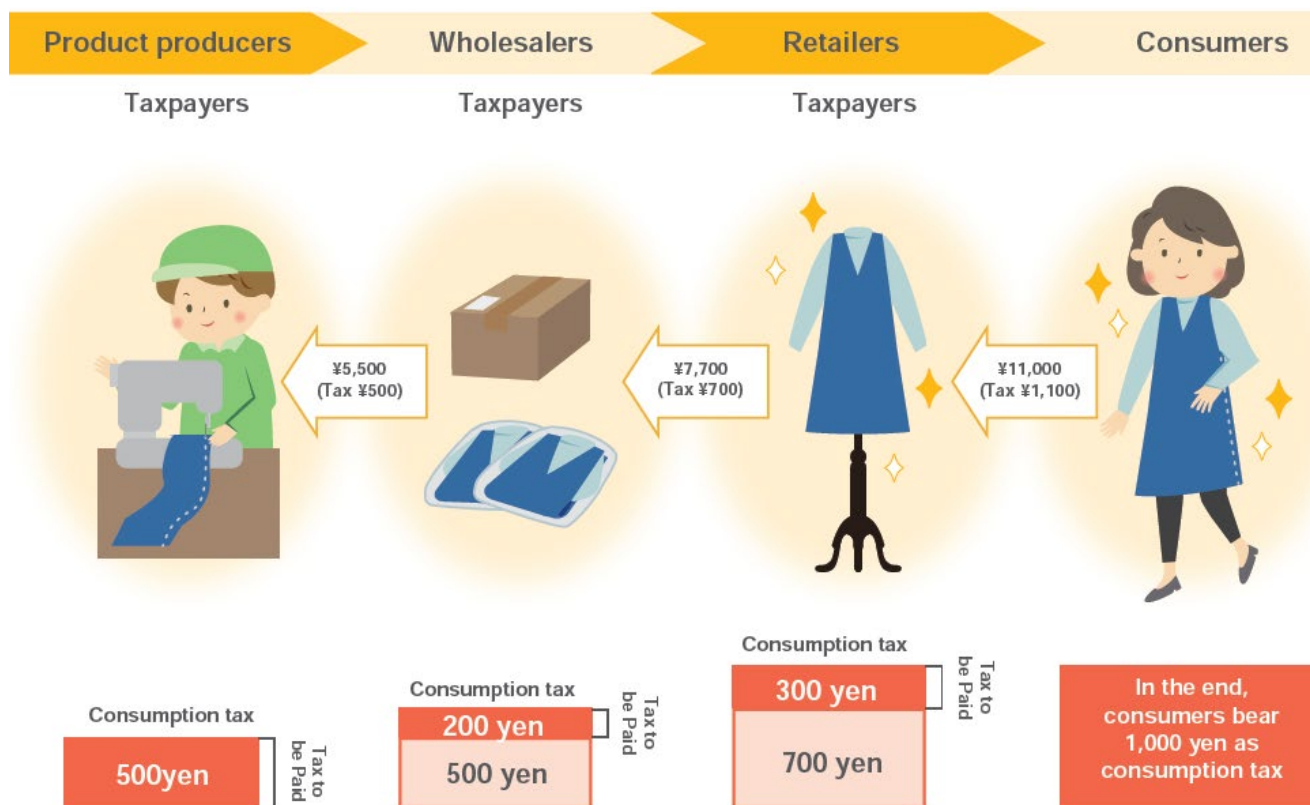 Product producers
Wholesalers
Retailers
Consumers
Taxpayers
Taxpayers
Taxpayers
¥5,500
(Tax ¥500)
¥7,700
(Tax ¥700)
¥11,000
(Tax ¥1,100)
Consumption tax
500yen
Tax to
be Paid
Consumption tax
200 yen
500 yen
Tax to
be Paid
Consumption tax
300 yen
700 yen
Tax to
be Paid
In the end,
consumers bear
1,000 yen as
consumption tax